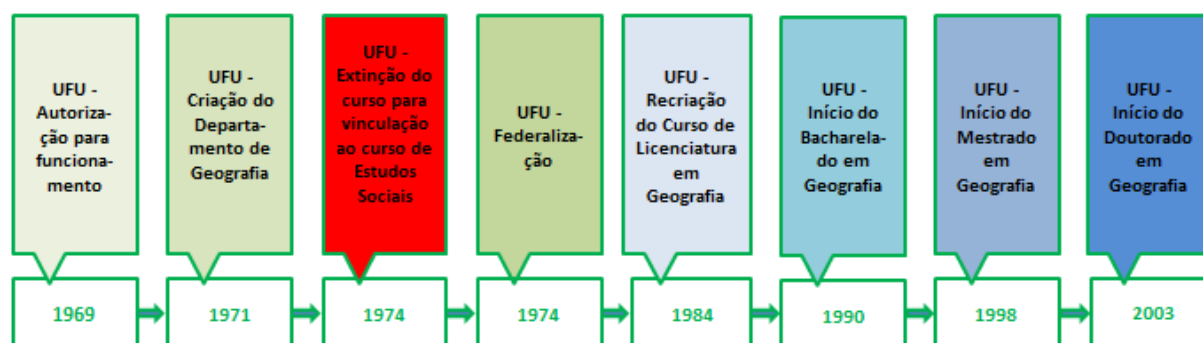 UFU -
Autoriza-
ção para
funciona-
mento
UFU -
Criação do
Departa-
mento de
Geografia
UFU -
Extinção do
curso para
vinculação
ao curso de
Estudos
Sociais
UFU -
Federaliza-
ção
UFU -
Recriação
do Curso de
Licenciatura
em
Geografia
UFU -
Início do
Bacharela-
do em
Geografia
UFU -
Início do
Mestrado
em
Geografia
UFU -
Início do
Doutorado
em
Geografia
1969
1971
1974
1974
1984
1990
1998
2003